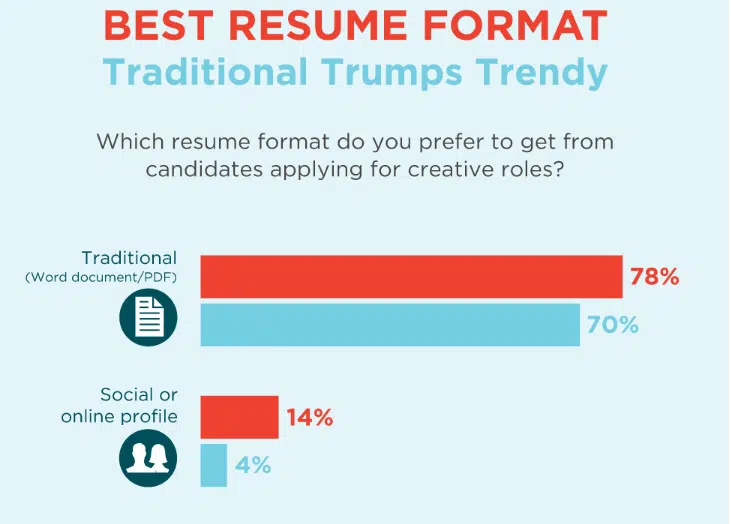 BEST RESUME FORMAT
Traditional Trumps Trendy
Which resume format do you prefer to get from
candidates applying for creative roles?
Traditional
(Word document/PDF)
78%
70%
Social or
online profile
14%
4%